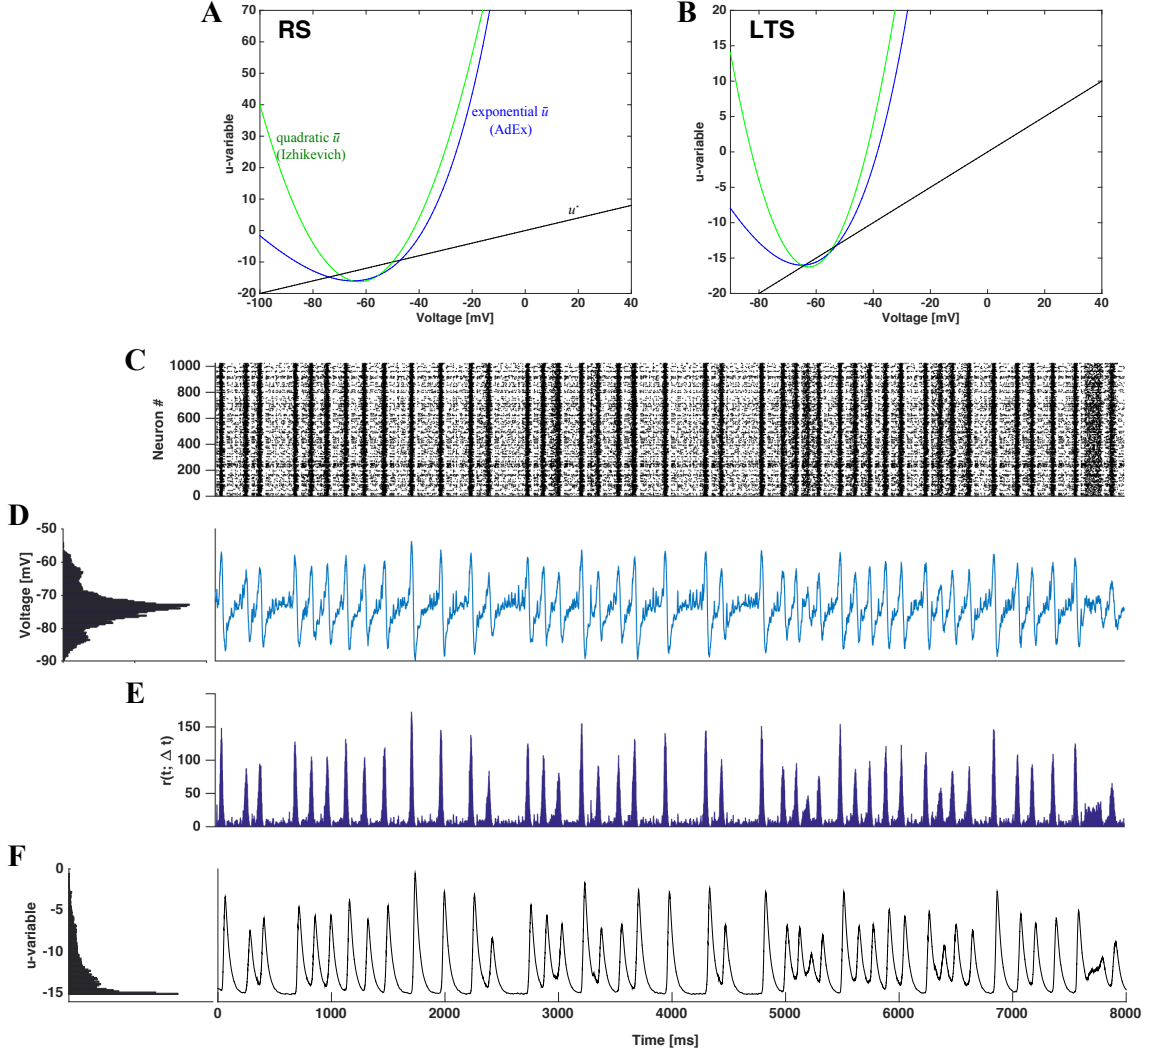 A
B
RS
LTS
70
60
50
40
30
20
10
0
-10
-20
u-variable
quadratic ū
(Izhikevich)
exponential ū
(AdEx)
u*
-100 -80 -60 -40 -20 0 20 40
Voltage [mV]
20
15
10
5
0
-5
-10
-15
-20
u-variable
-80 -60 -40 -20 0 20 40
Voltage [mV]
C
1000
800
600
400
200
0
Neuron #
D
-50
-60
-70
-80
-90
Voltage [mV]
E
150
100
50
0
r(t; Δ t)
F
0
-5
-10
-15
u-variable
0 1000 2000 3000 4000 5000 6000 7000 8000
Time [ms]